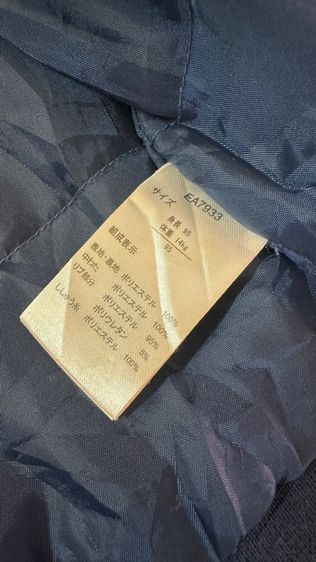 EA7933
サイズ
身長 95
体重 14kg
95
組成表示
表地・裏地 ポリエステル 100%
中わた ポリエステル 100%
リブ部分 ポリエステル 95%
ポリウレタン 5%
ししゅう糸 ポリエステル 100%